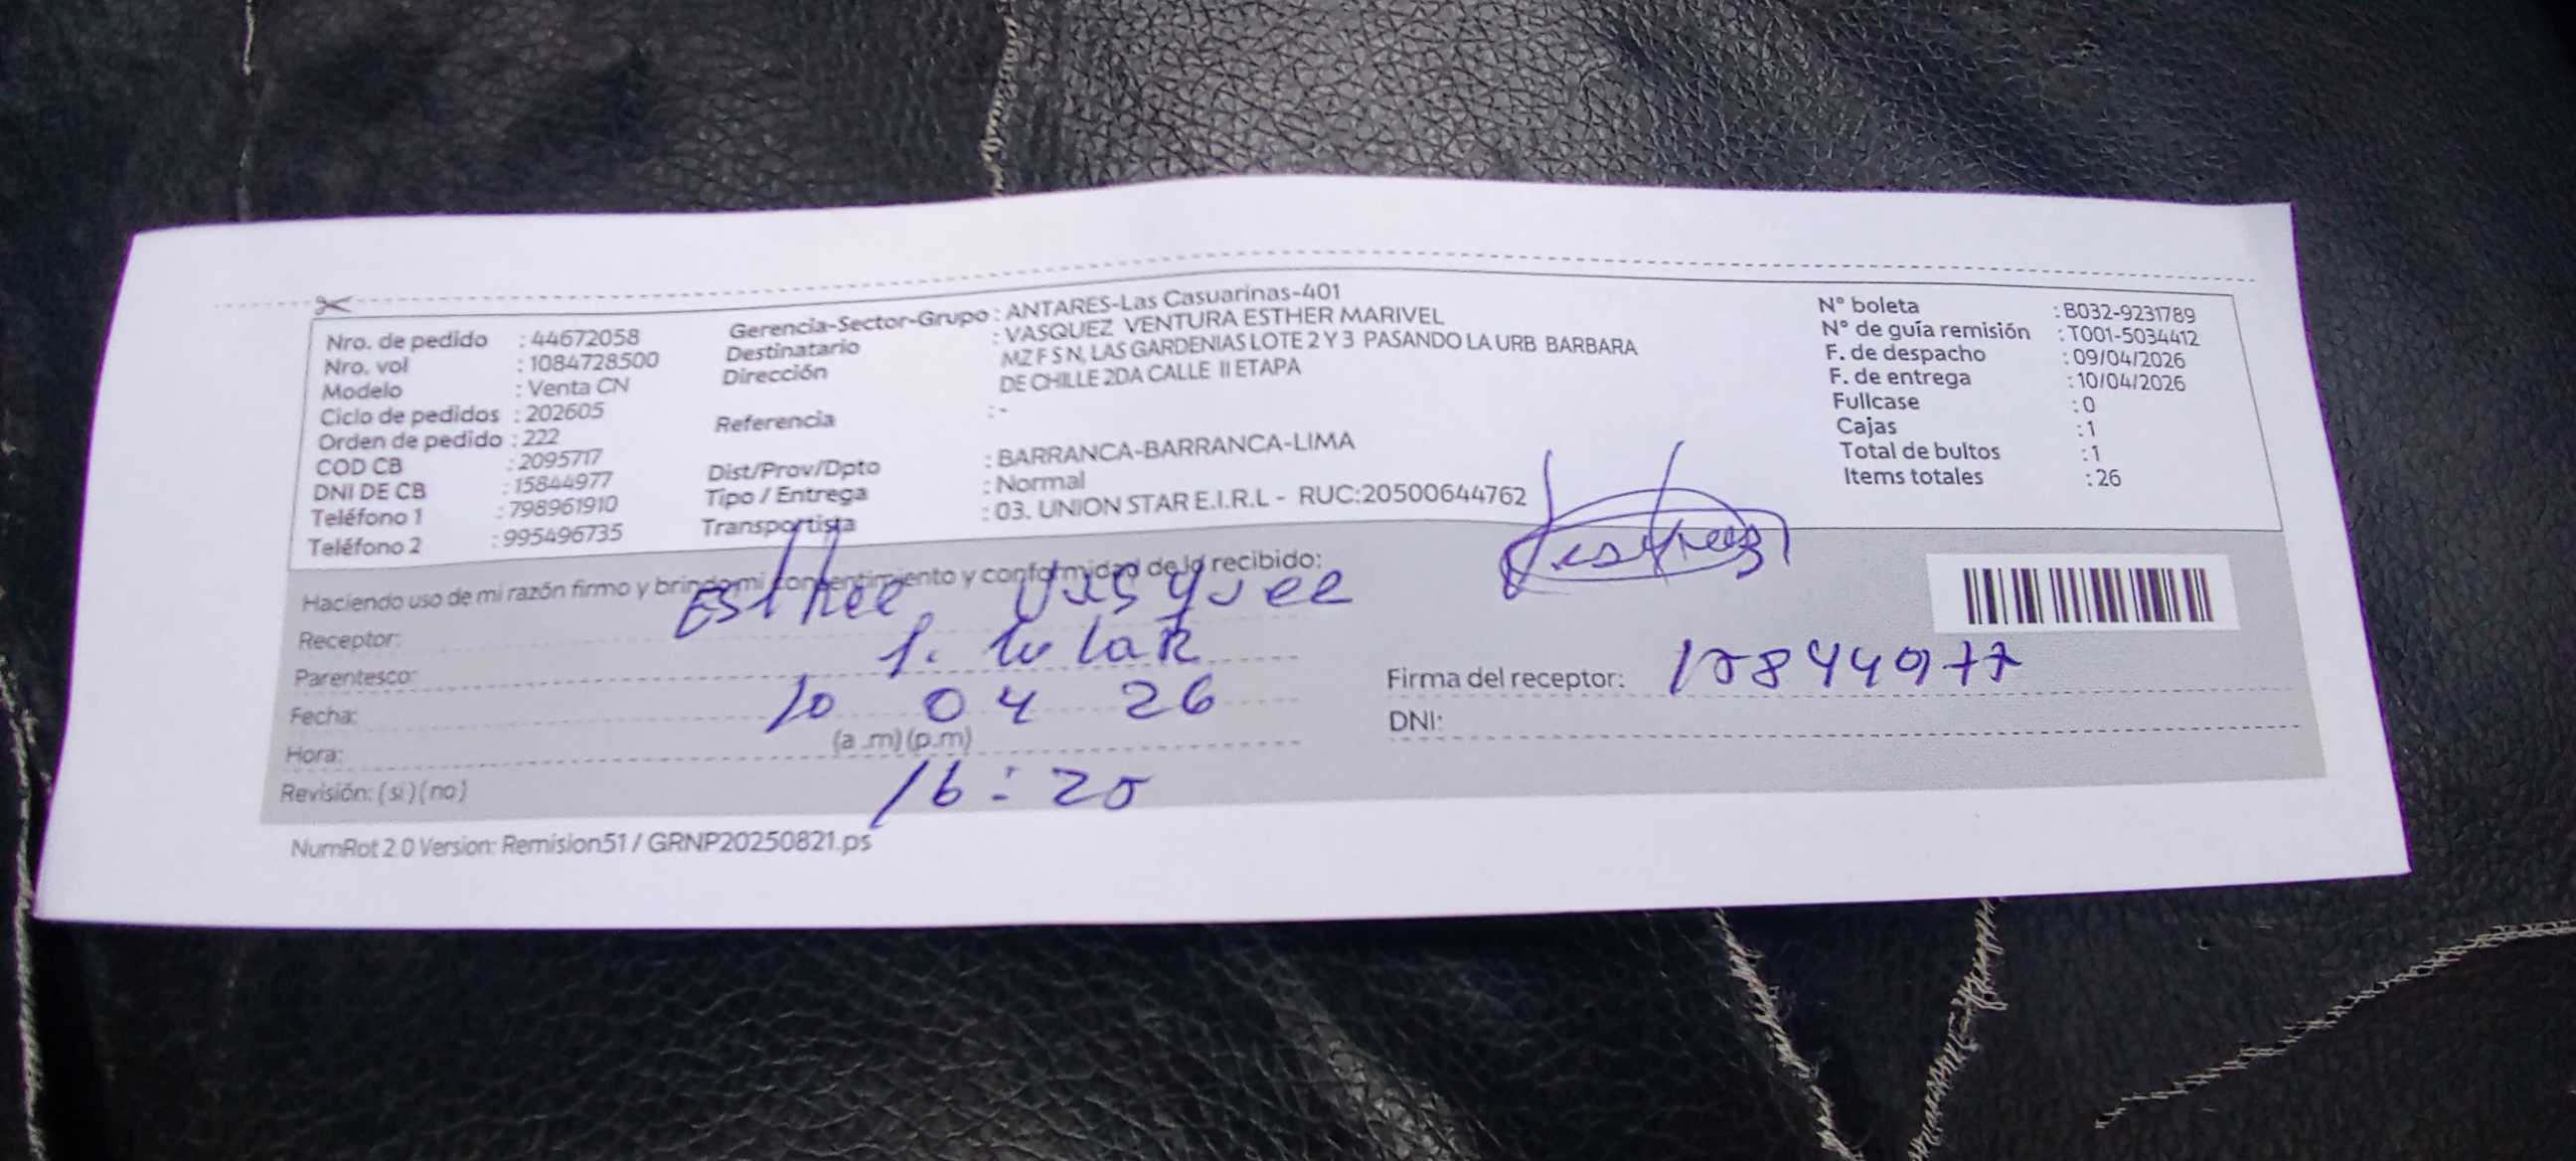 Nro. de pedido : 44672058
Nro. vol : 1084728500
Modelo : Venta CN
Ciclo de pedidos : 202605
Orden de pedido : 222
COD CB : 2095717
DNI DE CB : 15844977
Teléfono 1 : 798961910
Teléfono 2 : 995496735
Gerencia-Sector-Grupo : ANTARES-Las Casuarinas-401
Destinatario : VASQUEZ VENTURA ESTHER MARIVEL
Dirección MZ F S N, LAS GARDENIAS LOTE 2 Y 3 PASANDO LA URB BARBARA
DE CHILLE 2DA CALLE II ETAPA
Referencia : -
Dist/Prov/Dpto : BARRANCA-BARRANCA-LIMA
Tipo / Entrega : Normal
Transportista : 03. UNION STAR E.I.R.L - RUC:20500644762
N° boleta : B032-9231789
N° de guía remisión : T001-5034412
F. de despacho : 09/04/2026
F. de entrega : 10/04/2026
Fullcase : 0
Cajas : 1
Total de bultos : 1
Items totales : 26
Haciendo uso de mi razón firmo y brindo mi consentimiento y conformidad de lo recibido:
Receptor: Esther Vasquez
Parentesco: titular
Fecha: 10 04 26
Hora: (a .m) (p.m)
16:20
Revisión: ( si ) ( no )
Firma del receptor: 15844977
DNI:
NumRot 2.0 Version: Remision51 / GRNP20250821.ps